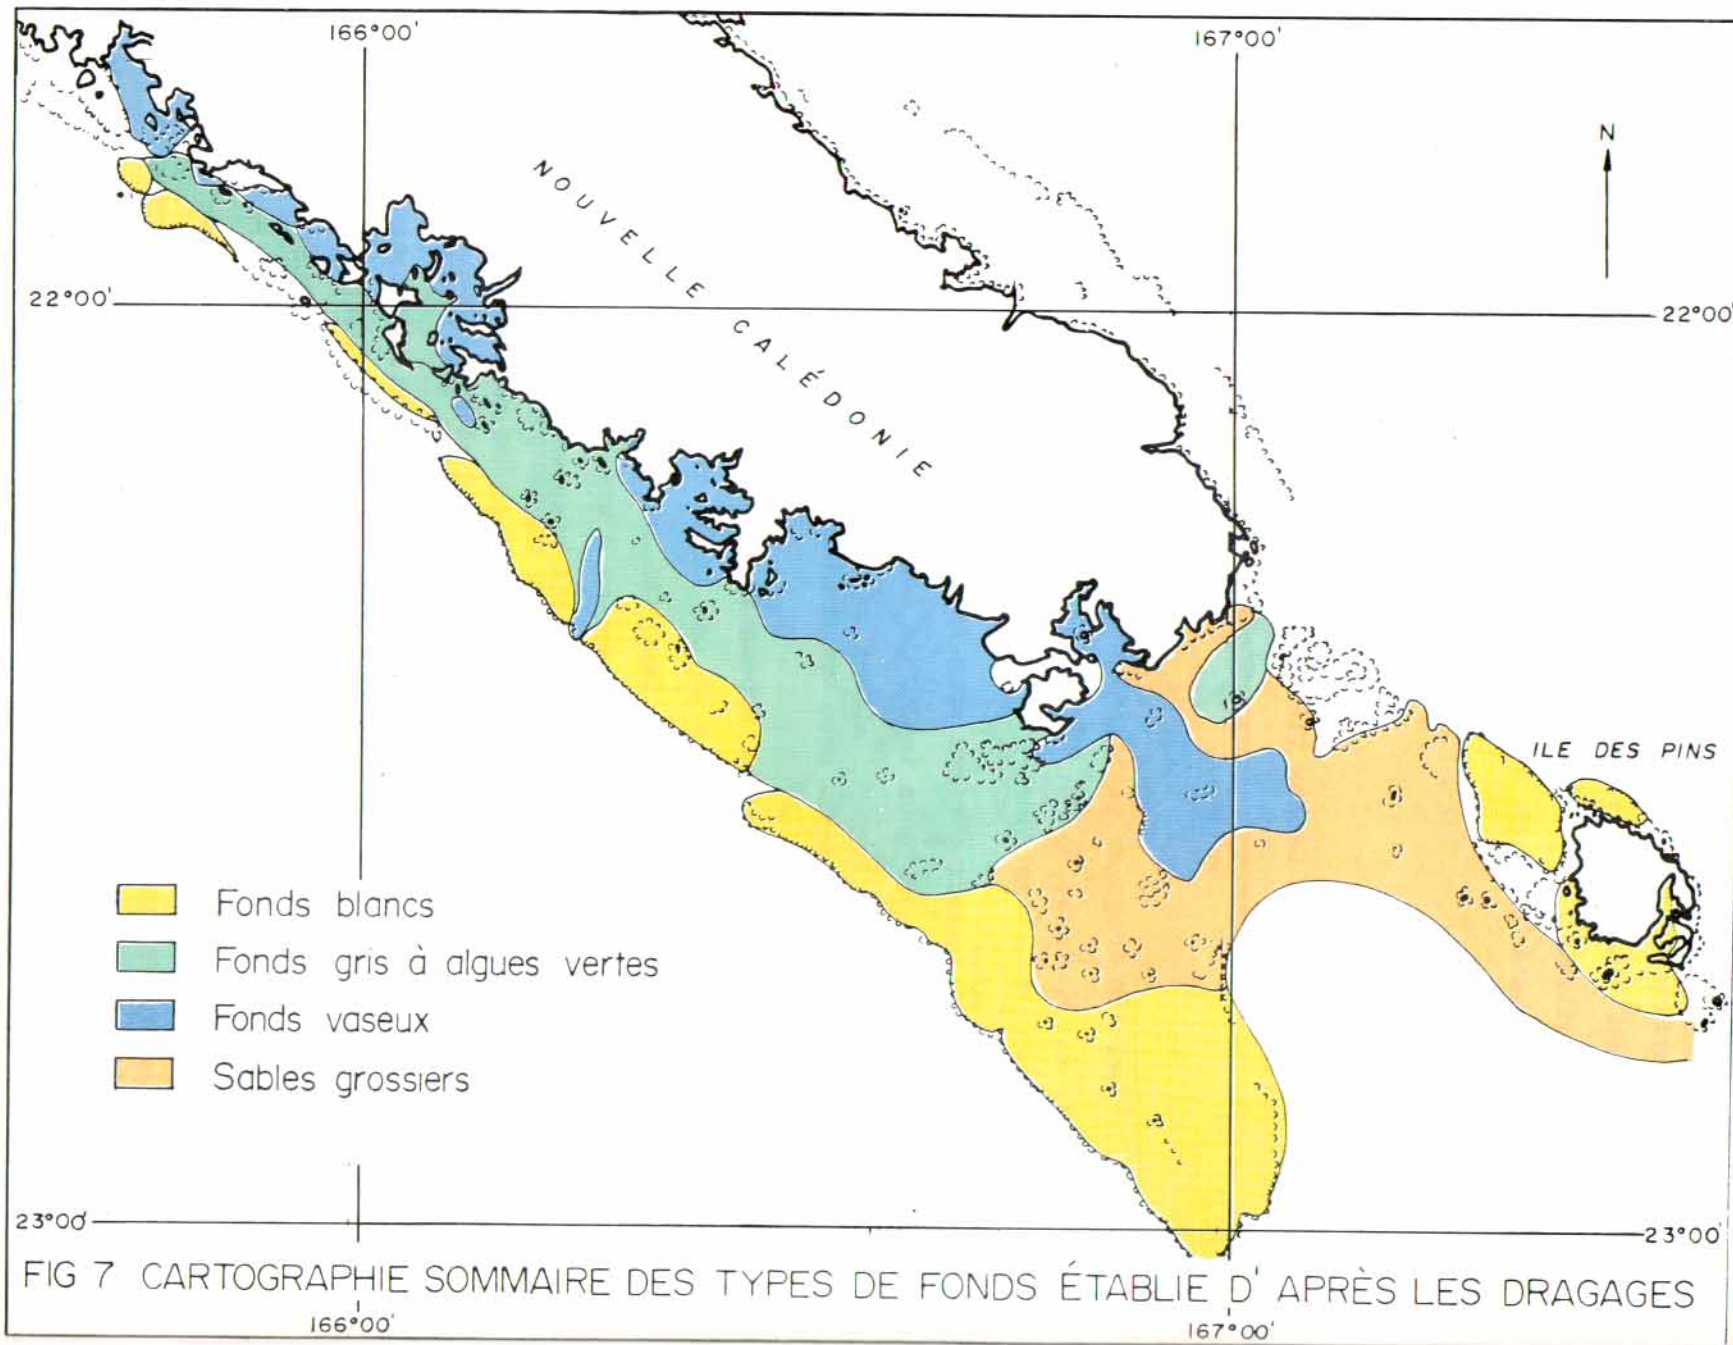 166°00'
167°00'
N
NOUVELLE CALÉDONIE
22°00'
22°00'
ILE DES PINS
Fonds blancs
Fonds gris à algues vertes
Fonds vaseux
Sables grossiers
23°00'
23°00'
FIG 7 CARTOGRAPHIE SOMMAIRE DES TYPES DE FONDS ÉTABLIE D' APRÈS LES DRAGAGES
166°00'
167°00'